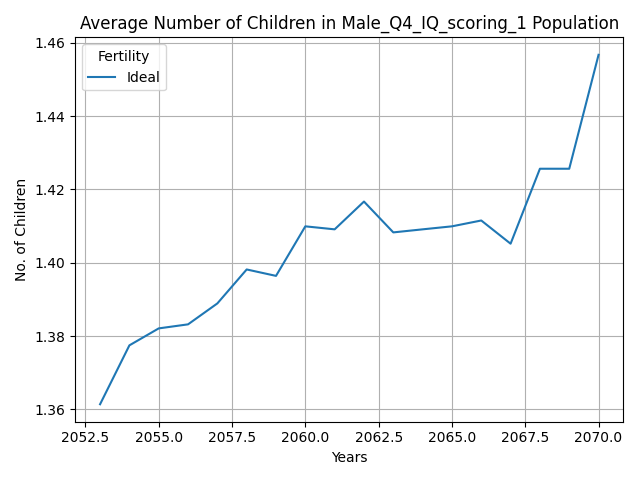 Average Number of Children in Male_Q4_IQ_scoring_1 Population
1.46
1.44
1.42
1.40
1.38
1.36
No. of Children
Fertility
Ideal
2052.5 2055.0 2057.5 2060.0 2062.5 2065.0 2067.5 2070.0
Years